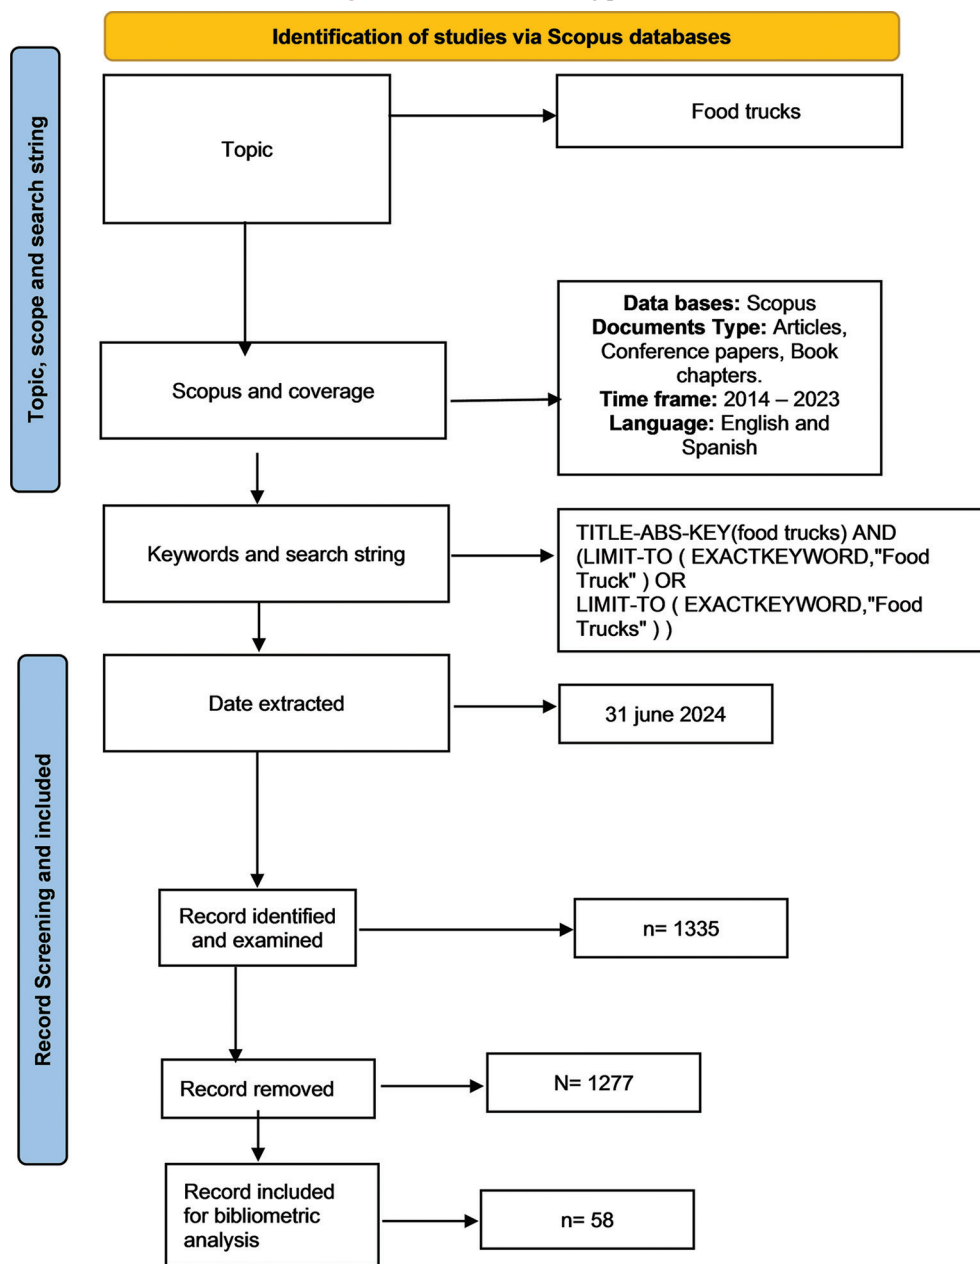 Identification of studies via Scopus databases
Topic, scope and search string
Topic
Food trucks
Scopus and coverage
Data bases: Scopus
Documents Type: Articles,
Conference papers, Book
chapters.
Time frame: 2014 – 2023
Language: English and
Spanish
Keywords and search string
TITLE-ABS-KEY(food trucks) AND
(LIMIT-TO ( EXACTKEYWORD,"Food
Truck" ) OR
LIMIT-TO ( EXACTKEYWORD,"Food
Trucks" ) )
Record Screening and included
Date extracted
31 june 2024
Record identified
and examined
n= 1335
Record removed
N= 1277
Record included
for bibliometric
analysis
n= 58